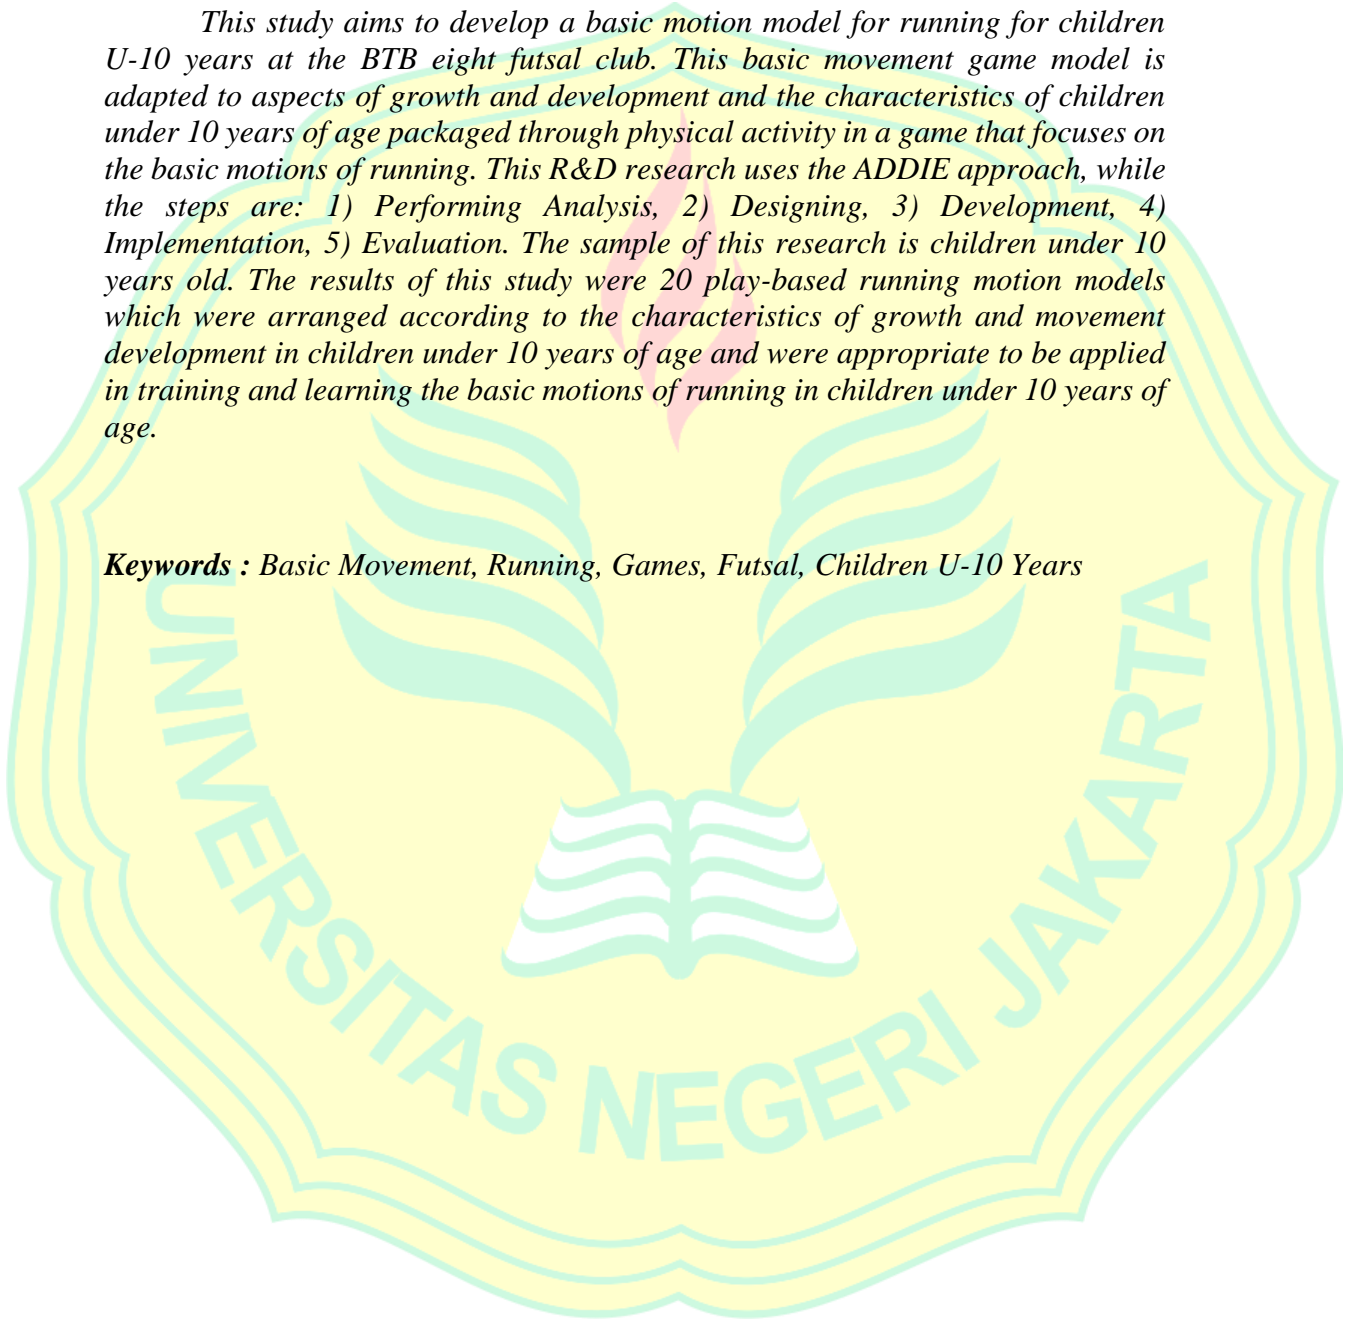 This study aims to develop a basic motion model for running for children
U-10 years at the BTB eight futsal club. This basic movement game model is
adapted to aspects of growth and development and the characteristics of children
under 10 years of age packaged through physical activity in a game that focuses on
the basic motions of running. This R&D research uses the ADDIE approach, while
the steps are: 1) Performing Analysis, 2) Designing, 3) Development, 4)
Implementation, 5) Evaluation. The sample of this research is children under 10
years old. The results of this study were 20 play-based running motion models
which were arranged according to the characteristics of growth and movement
development in children under 10 years of age and were appropriate to be applied
in training and learning the basic motions of running in children under 10 years of
age.
Keywords : Basic Movement, Running, Games, Futsal, Children U-10 Years
UNIVERSITAS NEGERI JAKARTA